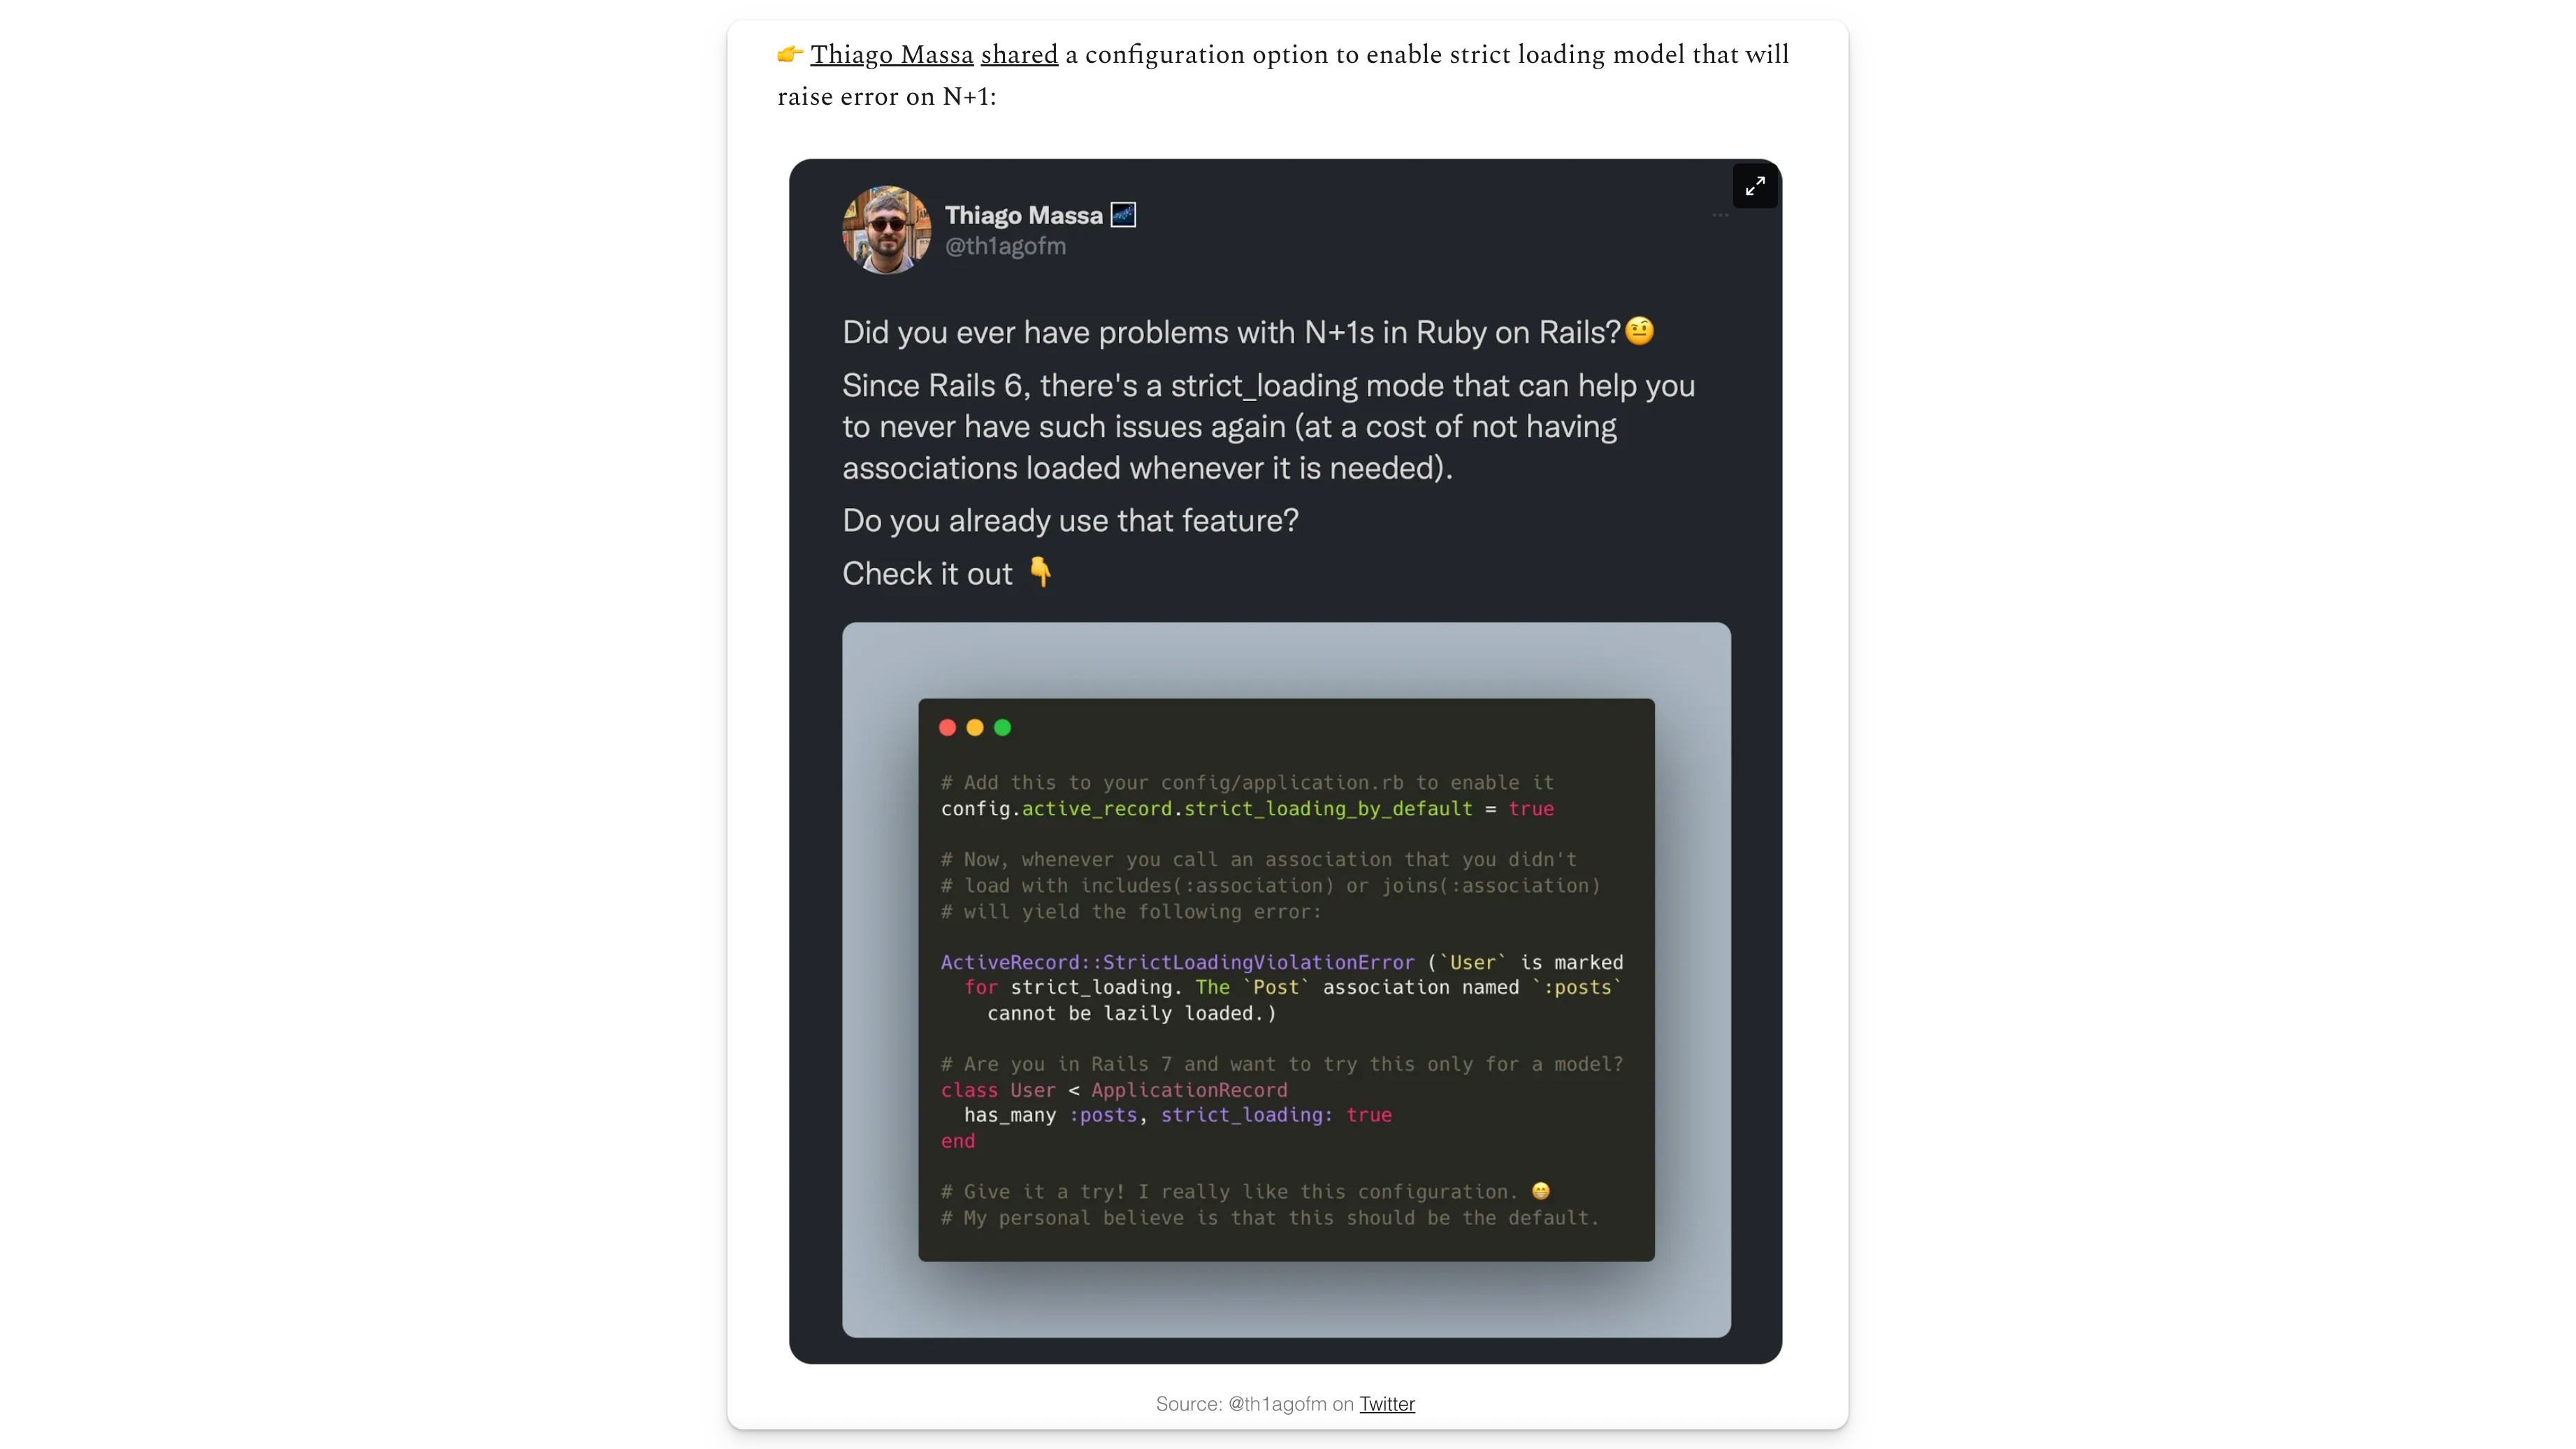 👉 Thiago Massa shared a configuration option to enable strict loading model that will
raise error on N+1:
Thiago Massa 🌌
@th1agofm
Did you ever have problems with N+1s in Ruby on Rails?🤨
Since Rails 6, there's a strict_loading mode that can help you
to never have such issues again (at a cost of not having
associations loaded whenever it is needed).
Do you already use that feature?
Check it out 👇
# Add this to your config/application.rb to enable it
config.active_record.strict_loading_by_default = true
# Now, whenever you call an association that you didn't
# load with includes(:association) or joins(:association)
# will yield the following error:
ActiveRecord::StrictLoadingViolationError (`User` is marked
for strict_loading. The `Post` association named `:posts`
cannot be lazily loaded.)
# Are you in Rails 7 and want to try this only for a model?
class User < ApplicationRecord
has_many :posts, strict_loading: true
end
# Give it a try! I really like this configuration. 😁
# My personal believe is that this should be the default.
Source: @th1agofm on Twitter